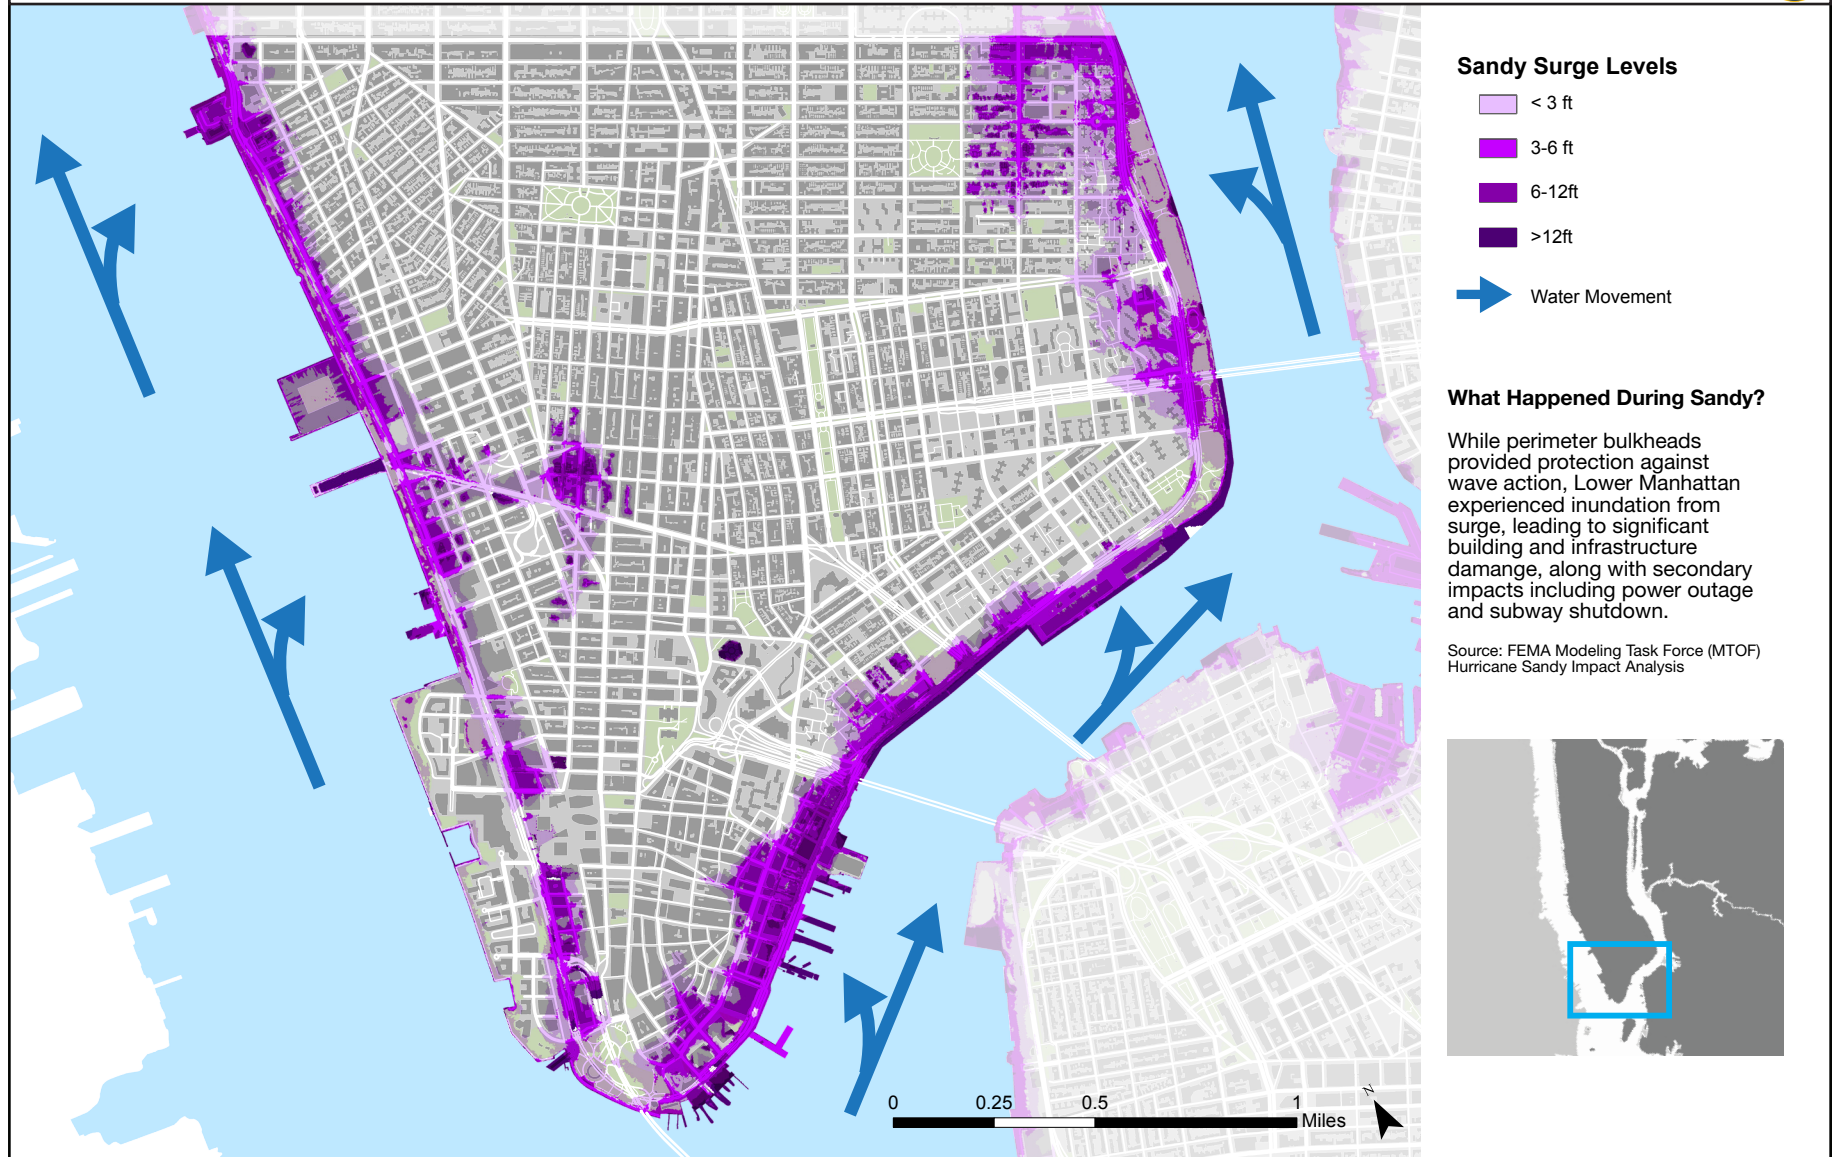 Sandy Surge Levels
< 3 ft
3-6 ft
6-12ft
>12ft
Water Movement
What Happened During Sandy?
While perimeter bulkheads
provided protection against
wave action, Lower Manhattan
experienced inundation from
surge, leading to significant
building and infrastructure
damange, along with secondary
impacts including power outage
and subway shutdown.
Source: FEMA Modeling Task Force (MTOF)
Hurricane Sandy Impact Analysis
0 0.25 0.5 1
Miles
N